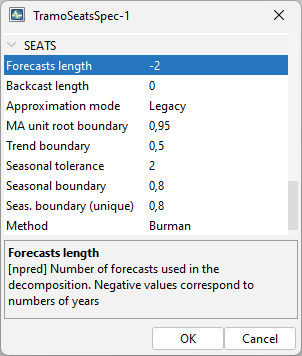 TramoSeatsSpec-1
SEATS
Forecasts length -2
Backcast length 0
Approximation mode Legacy
MA unit root boundary 0,95
Trend boundary 0,5
Seasonal tolerance 2
Seasonal boundary 0,8
Seas. boundary (unique) 0,8
Method Burman
Forecasts length
[npred] Number of forecasts used in the
decomposition. Negative values correspond to
numbers of years
OK Cancel